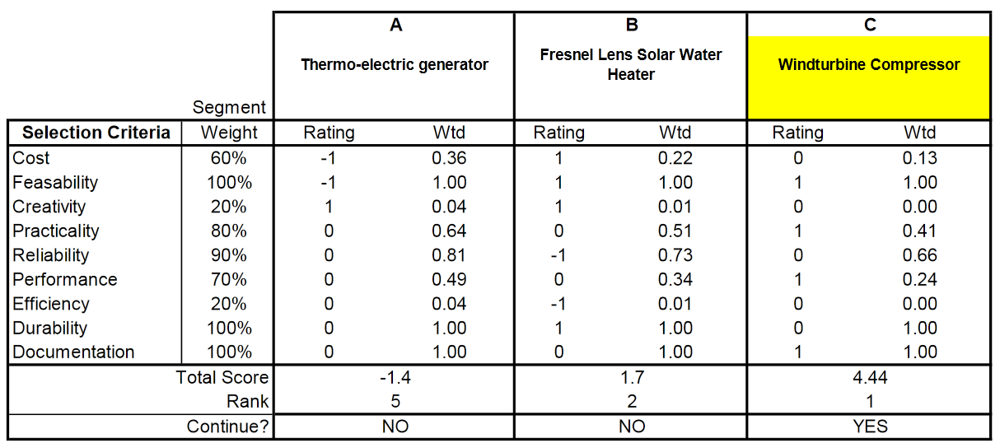 A B C
Thermo-electric generator Fresnel Lens Solar Water Heater Windturbine Compressor
Segment
Selection Criteria Weight Rating Wtd Rating Wtd Rating Wtd
Cost 60% -1 0.36 1 0.22 0 0.13
Feasability 100% -1 1.00 1 1.00 1 1.00
Creativity 20% 1 0.04 1 0.01 0 0.00
Practicality 80% 0 0.64 0 0.51 1 0.41
Reliability 90% 0 0.81 -1 0.73 0 0.66
Performance 70% 0 0.49 0 0.34 1 0.24
Efficiency 20% 0 0.04 -1 0.01 0 0.00
Durability 100% 0 1.00 1 1.00 0 1.00
Documentation 100% 0 1.00 0 1.00 1 1.00
Total Score -1.4 1.7 4.44
Rank 5 2 1
Continue? NO NO YES